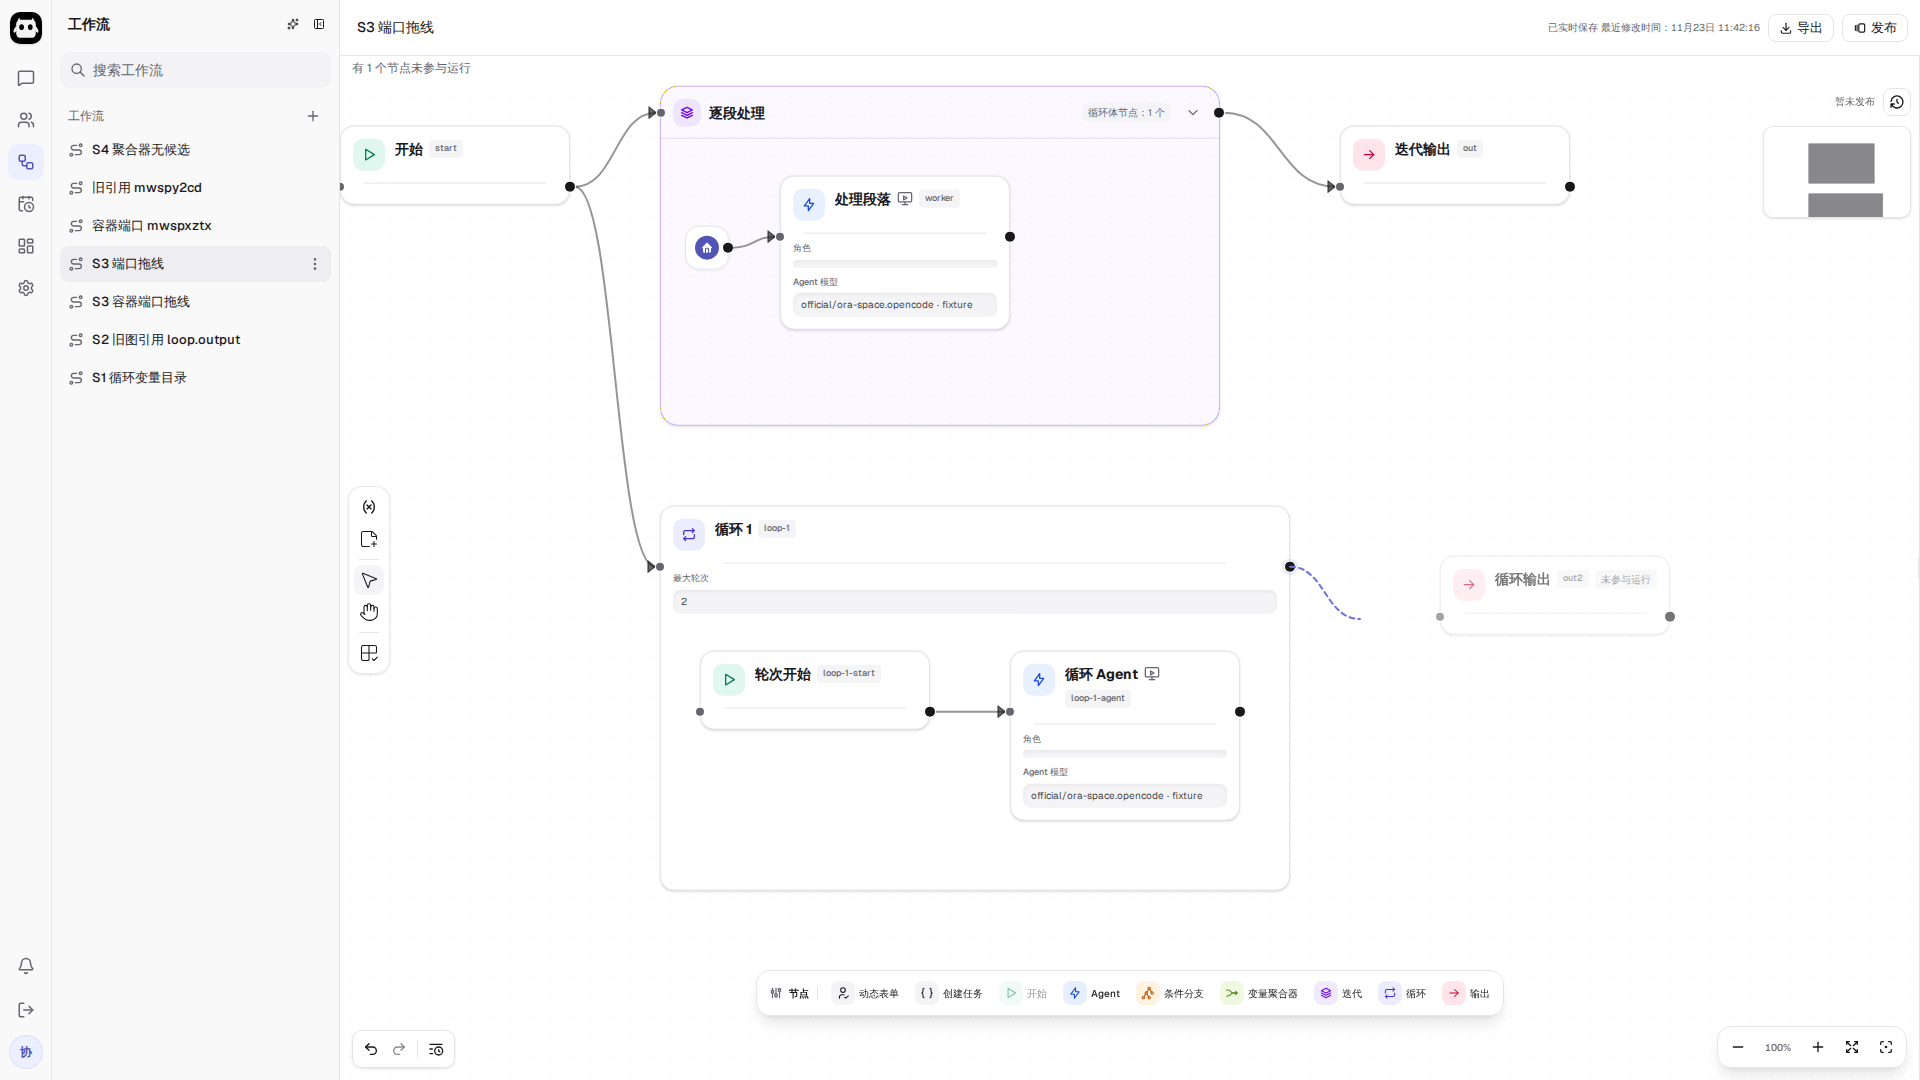 工作流
搜索工作流
工作流
S4 聚合器无候选
旧引用 mwspy2cd
容器端口 mwspxztx
S3 端口拖线
S3 容器端口拖线
S2 旧图引用 loop.output
S1 循环变量目录
协
S3 端口拖线
已实时保存 最近修改时间：11月23日 11:42:16
导出
发布
有 1 个节点未参与运行
暂未发布
开始 start
逐段处理
循环体节点：1 个
处理段落 worker
角色
Agent 模型
official/ora-space.opencode · fixture
迭代输出 out
循环 1 loop-1
最大轮次
2
轮次开始 loop-1-start
循环 Agent
loop-1-agent
角色
Agent 模型
official/ora-space.opencode · fixture
循环输出 out2 未参与运行
节点
动态表单
创建任务
开始
Agent
条件分支
变量聚合器
迭代
循环
输出
100%